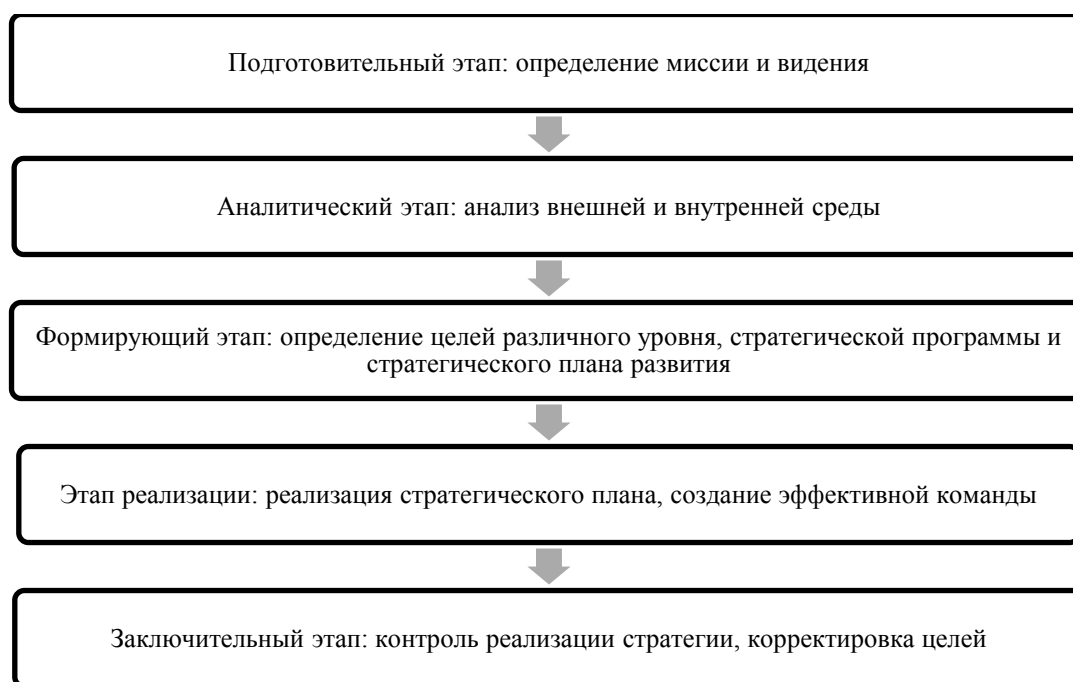 Подготовительный этап: определение миссии и видения
Аналитический этап: анализ внешней и внутренней среды
Формирующий этап: определение целей различного уровня, стратегической программы и
стратегического плана развития
Этап реализации: реализация стратегического плана, создание эффективной команды
Заключительный этап: контроль реализации стратегии, корректировка целей